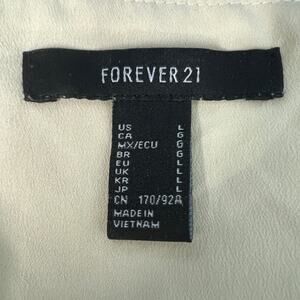 FOREVER 21
US L
CA G
MX/ECU G
BR G
EU L
UK L
KR L
JP L
CN 170/92A
MADE IN
VIETNAM